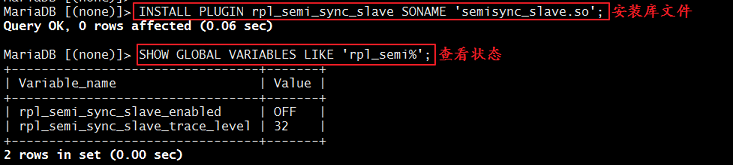 MariaDB [(none)]> INSTALL PLUGIN rpl_semi_sync_slave SONAME 'semisync_slave.so'; 安装库文件
Query OK, 0 rows affected (0.06 sec)
MariaDB [(none)]> SHOW GLOBAL VARIABLES LIKE 'rpl_semi%'; 查看状态
+---------------------------------+-------+
| Variable_name                   | Value |
+---------------------------------+-------+
| rpl_semi_sync_slave_enabled     | OFF   |
| rpl_semi_sync_slave_trace_level | 32    |
+---------------------------------+-------+
2 rows in set (0.00 sec)